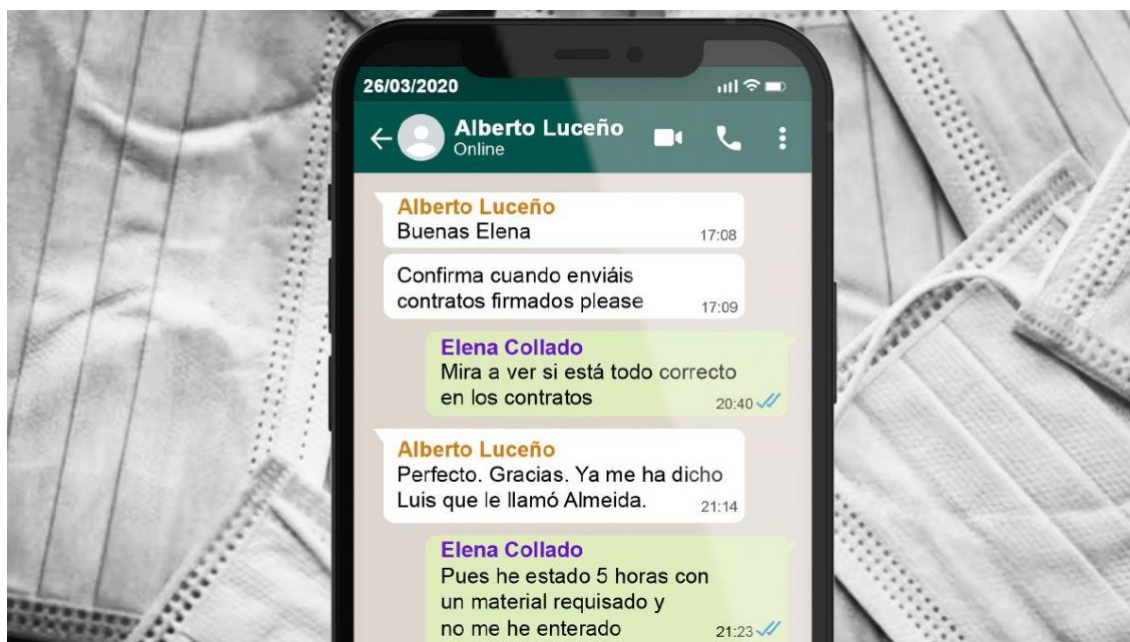 26/03/2020
Alberto Luceño
Online
Alberto Luceño
Buenas Elena
17:08
Confirma cuando enviáis
contratos firmados please
17:09
Elena Collado
Mira a ver si está todo correcto
en los contratos
20:40
Alberto Luceño
Perfecto. Gracias. Ya me ha dicho
Luis que le llamó Almeida.
21:14
Elena Collado
Pues he estado 5 horas con
un material requisado y
no me he enterado
21:23